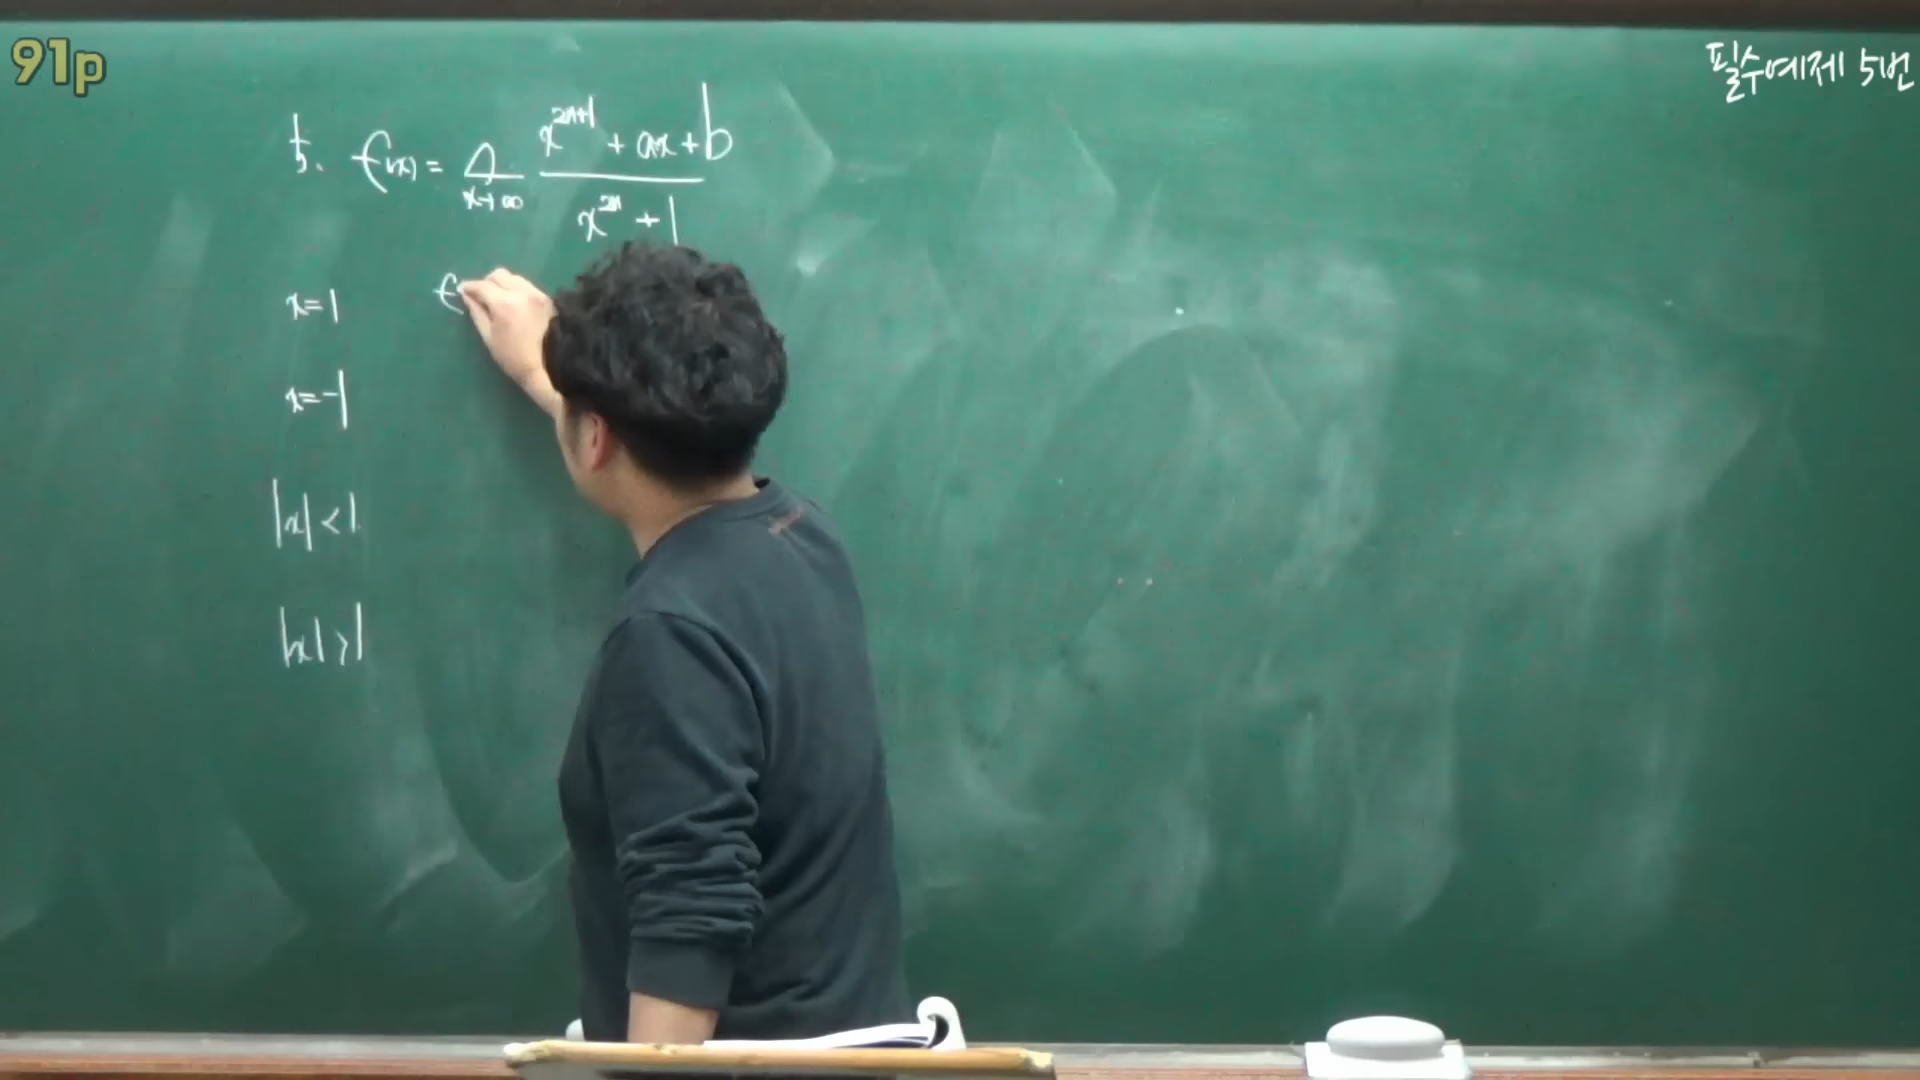 91p
필수예제 5번
5. f(x) = lim x→∞ (x^{2n+1} + ax + b) / (x^{2n} + 1)
x=1 f
x=-1
|x| < 1
|x| > 1